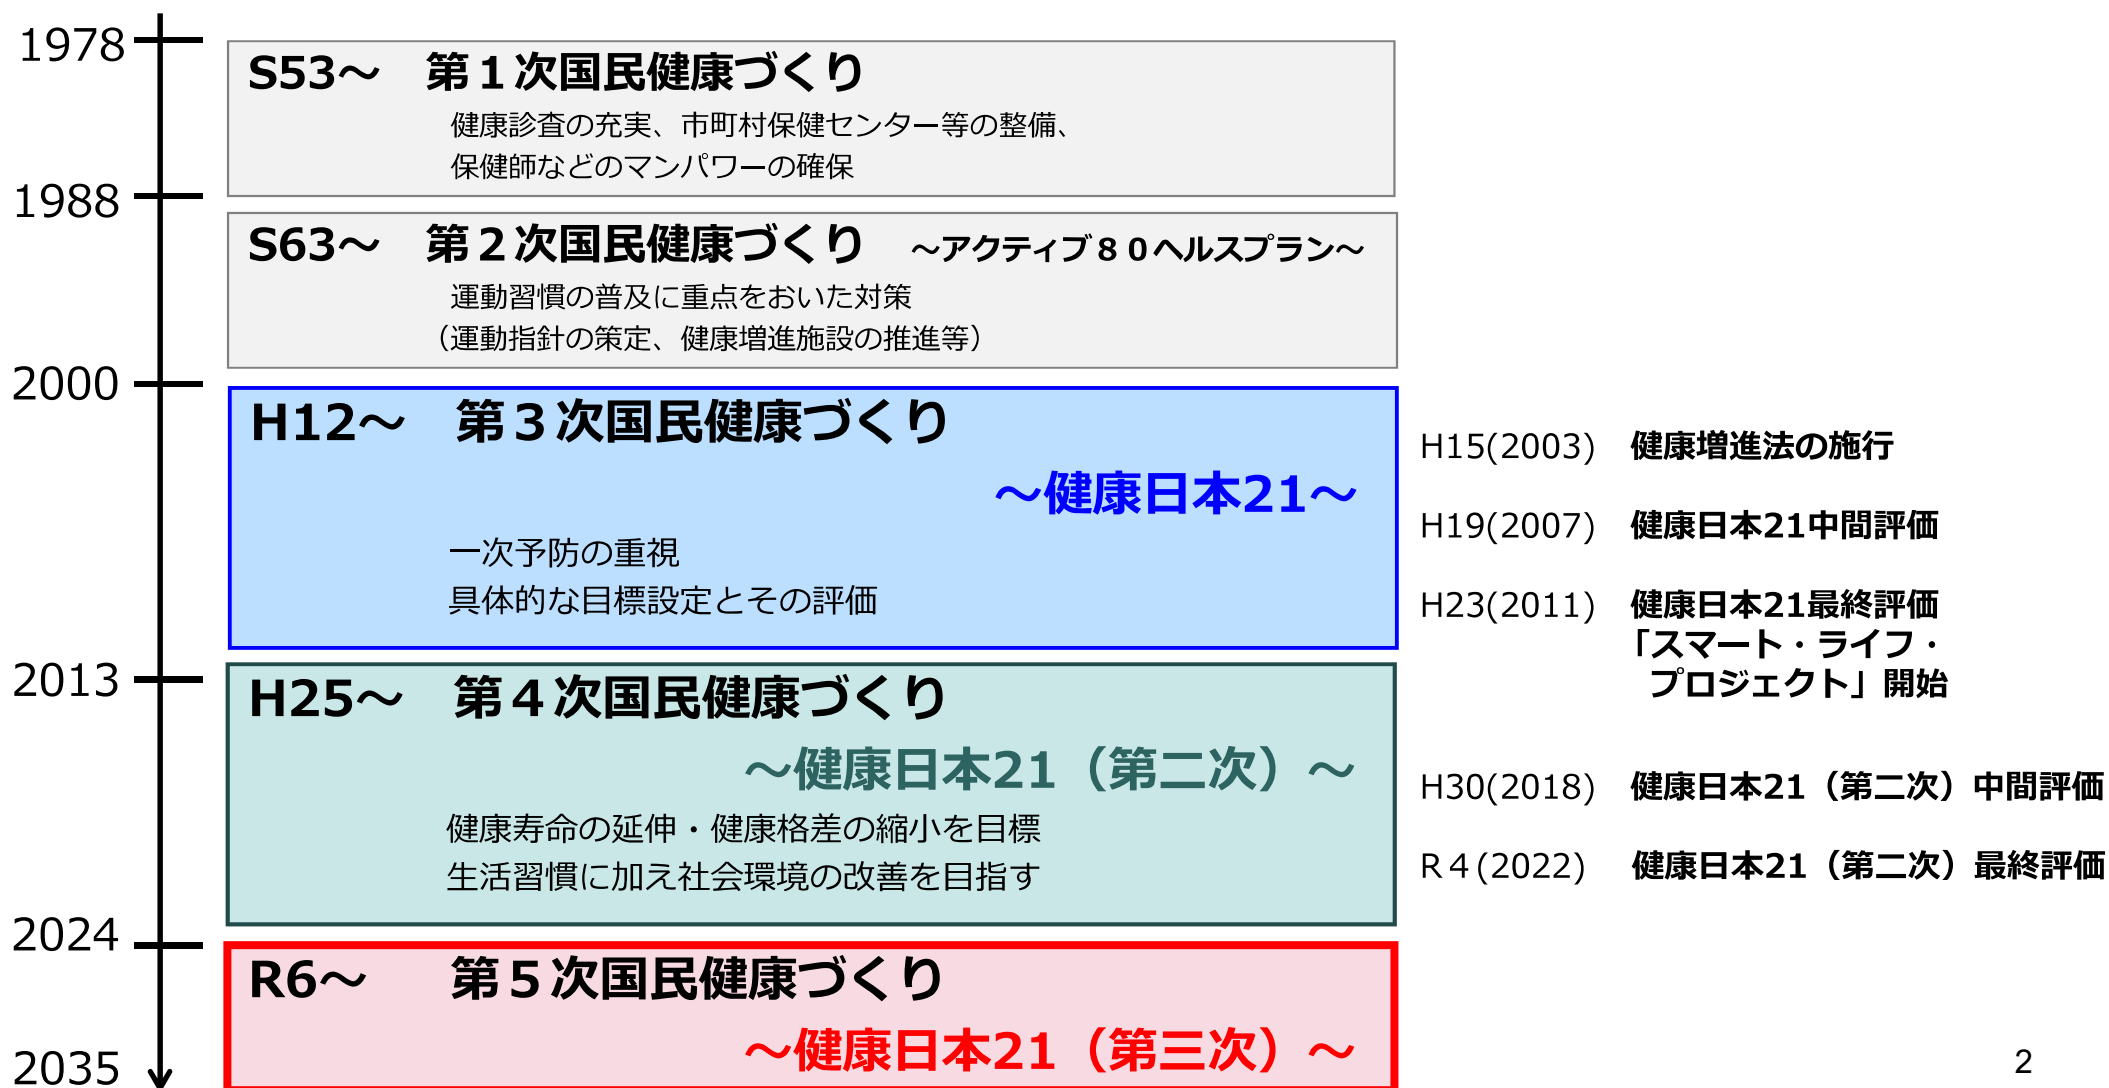 1978
S53～　第１次国民健康づくり
健康診査の充実、市町村保健センター等の整備、
保健師などのマンパワーの確保
1988
S63～　第２次国民健康づくり　～アクティブ８０ヘルスプラン～
運動習慣の普及に重点をおいた対策
（運動指針の策定、健康増進施設の推進等）
2000
H12～　第３次国民健康づくり
～健康日本21～
一次予防の重視
具体的な目標設定とその評価
H15(2003)　健康増進法の施行
H19(2007)　健康日本21中間評価
H23(2011)　健康日本21最終評価
「スマート・ライフ・
プロジェクト」開始
2013
H25～　第４次国民健康づくり
～健康日本21（第二次）～
健康寿命の延伸・健康格差の縮小を目標
生活習慣に加え社会環境の改善を目指す
H30(2018)　健康日本21（第二次）中間評価
R４(2022)　健康日本21（第二次）最終評価
2024
R6～　第５次国民健康づくり
～健康日本21（第三次）～
2035
2